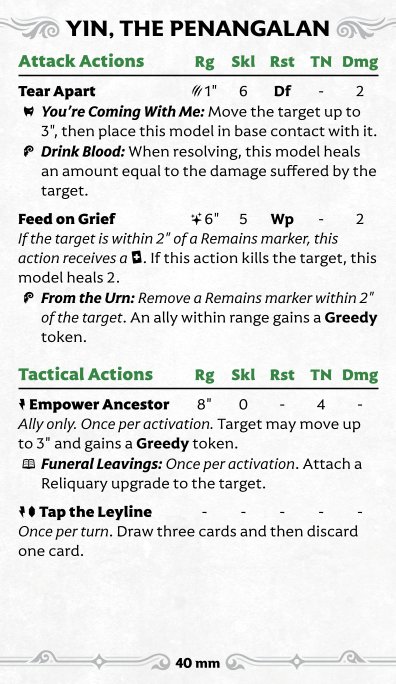 YIN, THE PENANGALAN
Attack Actions Rg Skl Rst TN Dmg
Tear Apart 1" 6 Df - 2
You're Coming With Me: Move the target up to
3", then place this model in base contact with it.
Drink Blood: When resolving, this model heals
an amount equal to the damage suffered by the
target.
Feed on Grief 6" 5 Wp - 2
If the target is within 2" of a Remains marker, this
action receives a +. If this action kills the target, this
model heals 2.
From the Urn: Remove a Remains marker within 2"
of the target. An ally within range gains a Greedy
token.
Tactical Actions Rg Skl Rst TN Dmg
Empower Ancestor 8" 0 - 4 -
Ally only. Once per activation. Target may move up
to 3" and gains a Greedy token.
Funeral Leavings: Once per activation. Attach a
Reliquary upgrade to the target.
Tap the Leyline - - - - -
Once per turn. Draw three cards and then discard
one card.
40 mm